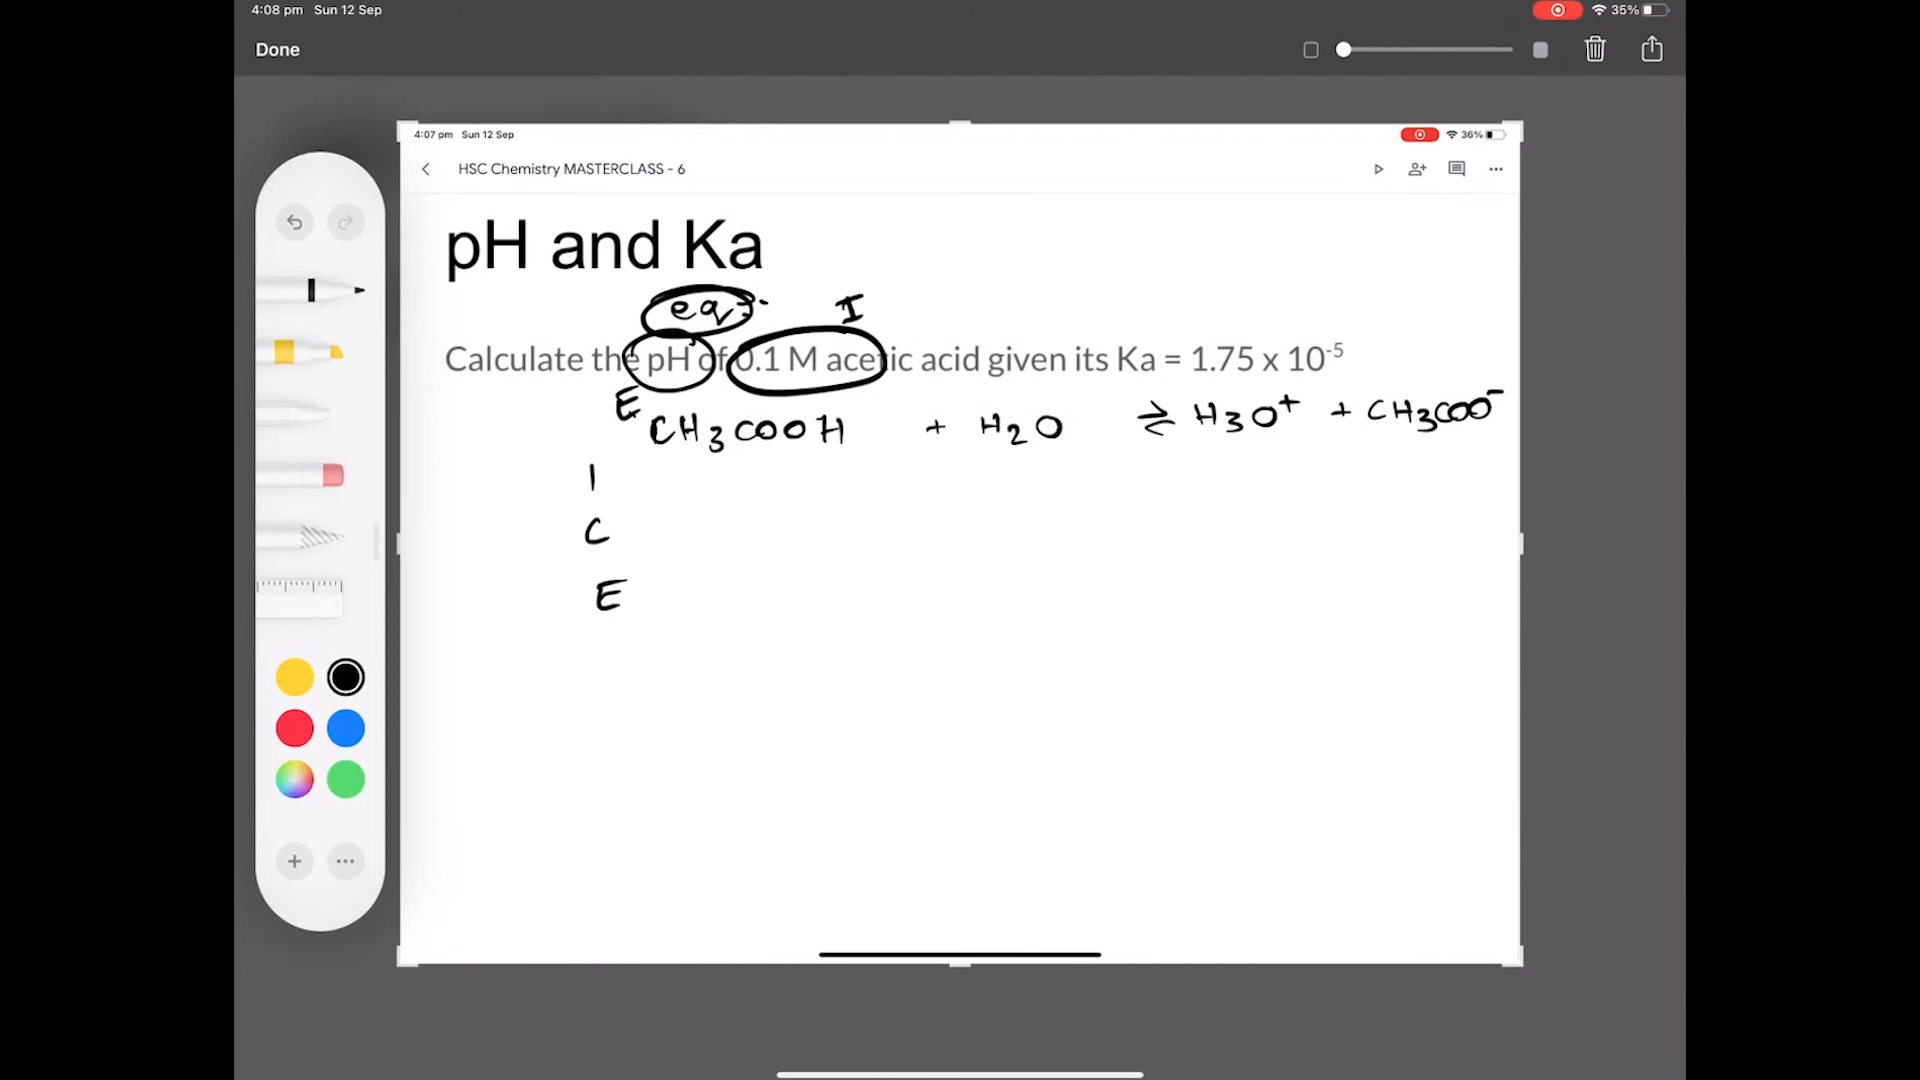 4:08 pm Sun 12 Sep 35%
Done
4:07 pm Sun 12 Sep 36%
HSC Chemistry MASTERCLASS - 6
pH and Ka
eq I
Calculate the pH of 0.1 M acetic acid given its Ka = 1.75 x 10⁻⁵
E
CH₃COOH + H₂O ⇌ H₃O⁺ + CH₃COO⁻
I
C
E